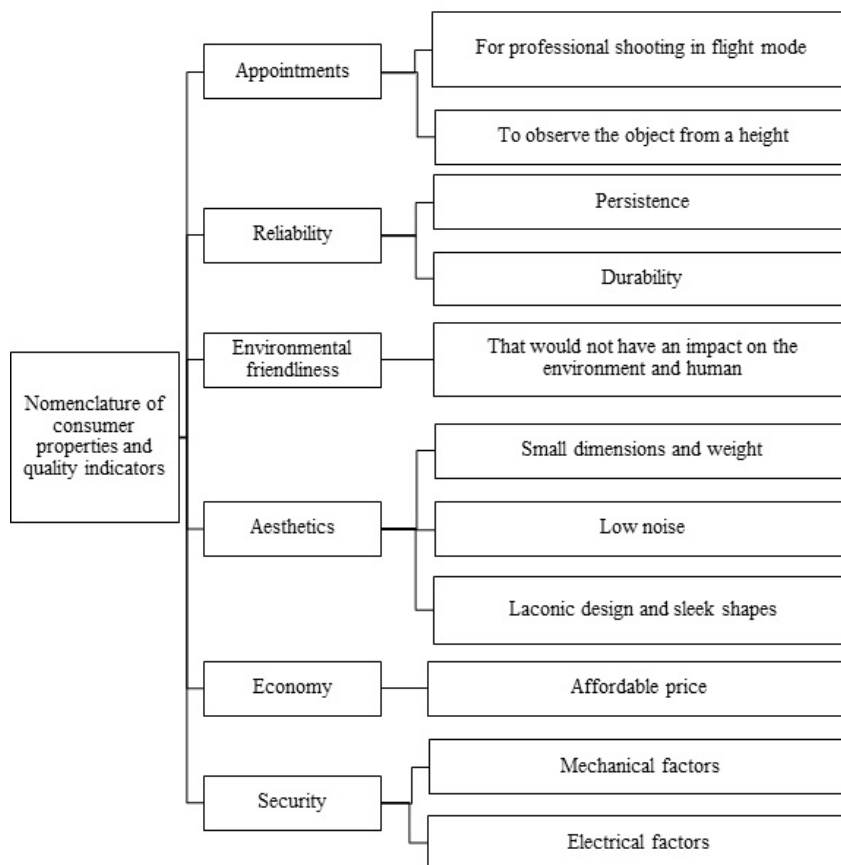 Nomenclature of
consumer
properties and
quality indicators
Appointments
For professional shooting in flight mode
To observe the object from a height
Reliability
Persistence
Durability
Environmental
friendliness
That would not have an impact on the
environment and human
Aesthetics
Small dimensions and weight
Low noise
Laconic design and sleek shapes
Economy
Affordable price
Security
Mechanical factors
Electrical factors